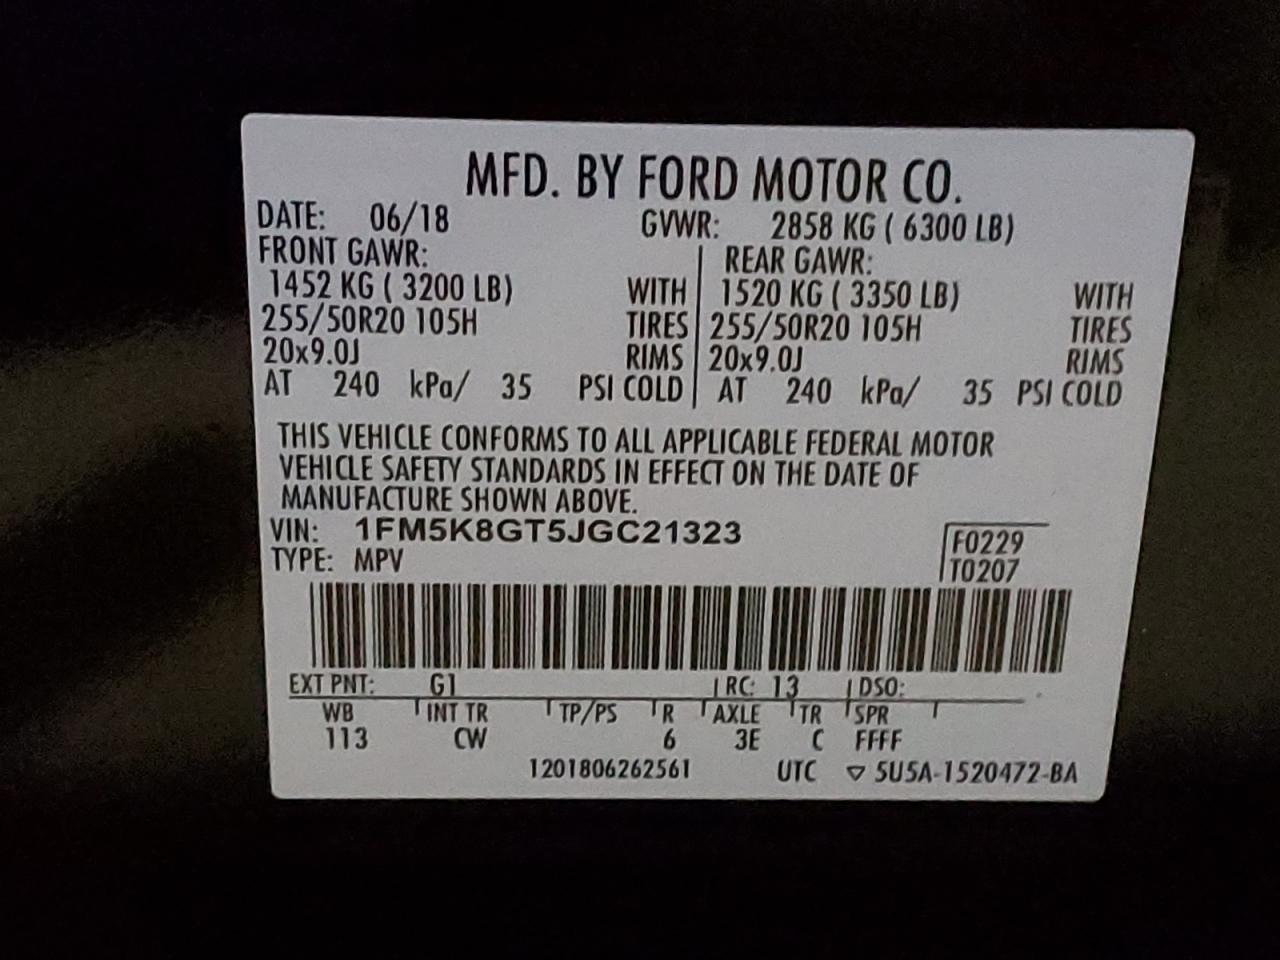 MFD. BY FORD MOTOR CO.
DATE: 06/18 GVWR: 2858 KG ( 6300 LB)
FRONT GAWR: REAR GAWR:
1452 KG ( 3200 LB) WITH 1520 KG ( 3350 LB) WITH
255/50R20 105H TIRES 255/50R20 105H TIRES
20x9.0J RIMS 20x9.0J RIMS
AT 240 kPa/ 35 PSI COLD AT 240 kPa/ 35 PSI COLD
THIS VEHICLE CONFORMS TO ALL APPLICABLE FEDERAL MOTOR
VEHICLE SAFETY STANDARDS IN EFFECT ON THE DATE OF
MANUFACTURE SHOWN ABOVE.
VIN: 1FM5K8GT5JGC21323
TYPE: MPV
F0229
T0207
EXT PNT: G1 RC: 13 DSO:
WB INT TR TP/PS R AXLE TR SPR
113 CW 6 3E C FFFF
1201806262561 UTC ▽ 5U5A-1520472-BA